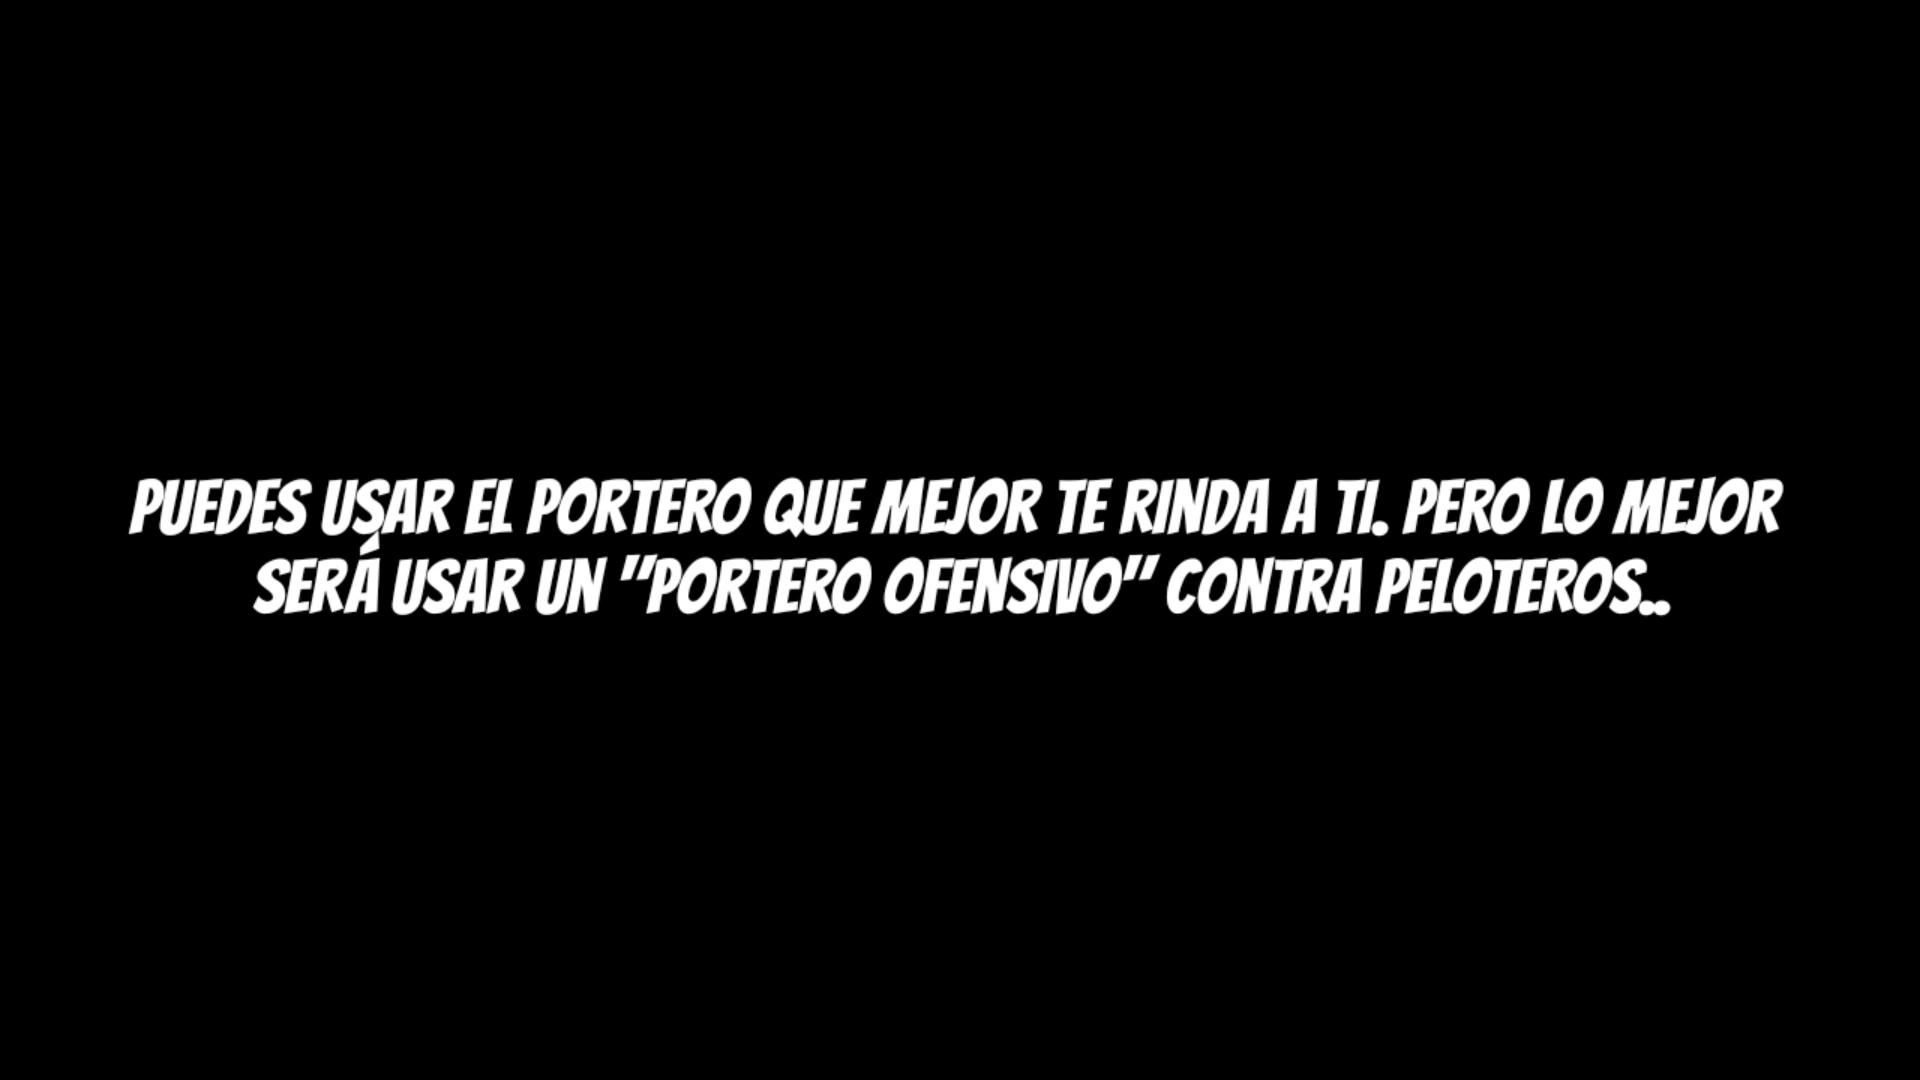 PUEDES USAR EL PORTERO QUE MEJOR TE RINDA A TI. PERO LO MEJOR
SERÁ USAR UN "PORTERO OFENSIVO" CONTRA PELOTEROS..